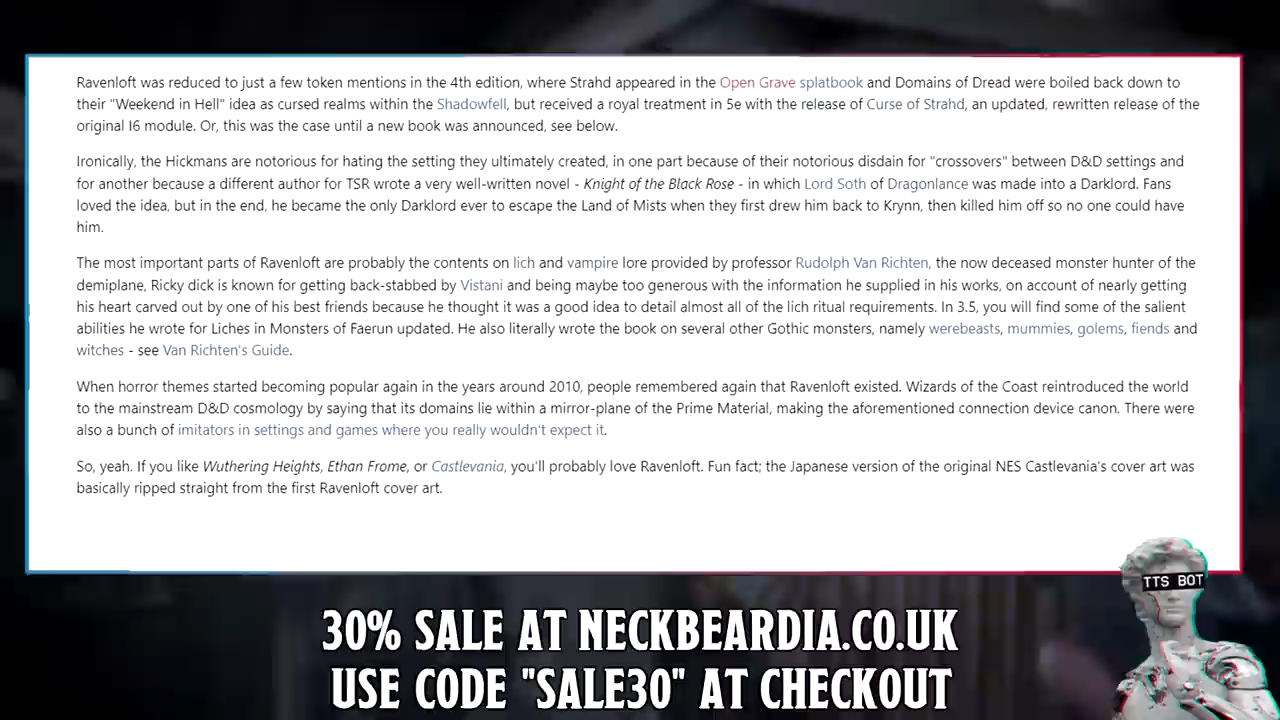 Ravenloft was reduced to just a few token mentions in the 4th edition, where Strahd appeared in the Open Grave splatbook and Domains of Dread were boiled back down to
their "Weekend in Hell" idea as cursed realms within the Shadowfell, but received a royal treatment in 5e with the release of Curse of Strahd, an updated, rewritten release of the
original I6 module. Or, this was the case until a new book was announced, see below.
Ironically, the Hickmans are notorious for hating the setting they ultimately created, in one part because of their notorious disdain for "crossovers" between D&D settings and
for another because a different author for TSR wrote a very well-written novel - Knight of the Black Rose - in which Lord Soth of Dragonlance was made into a Darklord. Fans
loved the idea, but in the end, he became the only Darklord ever to escape the Land of Mists when they first drew him back to Krynn, then killed him off so no one could have
him.
The most important parts of Ravenloft are probably the contents on lich and vampire lore provided by professor Rudolph Van Richten, the now deceased monster hunter of the
demiplane, Ricky dick is known for getting back-stabbed by Vistani and being maybe too generous with the information he supplied in his works, on account of nearly getting
his heart carved out by one of his best friends because he thought it was a good idea to detail almost all of the lich ritual requirements. In 3.5, you will find some of the salient
abilities he wrote for Liches in Monsters of Faerun updated. He also literally wrote the book on several other Gothic monsters, namely werebeasts, mummies, golems, fiends and
witches - see Van Richten's Guide.
When horror themes started becoming popular again in the years around 2010, people remembered again that Ravenloft existed. Wizards of the Coast reintroduced the world
to the mainstream D&D cosmology by saying that its domains lie within a mirror-plane of the Prime Material, making the aforementioned connection device canon. There were
also a bunch of imitators in settings and games where you really wouldn't expect it.
So, yeah. If you like Wuthering Heights, Ethan Frome, or Castlevania, you'll probably love Ravenloft. Fun fact; the Japanese version of the original NES Castlevania's cover art was
basically ripped straight from the first Ravenloft cover art.
TTS BOT
30% SALE AT NECKBEARDIA.CO.UK
USE CODE "SALE30" AT CHECKOUT